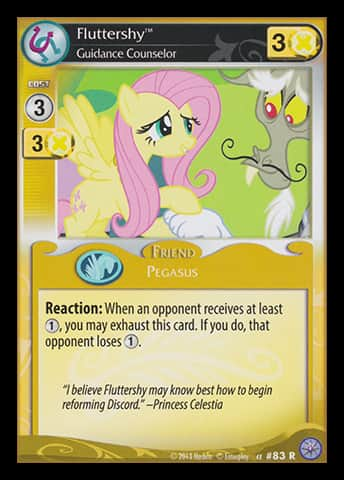 Fluttershy™
Guidance Counselor
3
COST
3
3
FRIEND
PEGASUS
Reaction: When an opponent receives at least
1, you may exhaust this card. If you do, that
opponent loses 1.
"I believe Fluttershy may know best how to begin
reforming Discord." –Princess Celestia
© 2013 Hasbro © Enterplay α #83 R